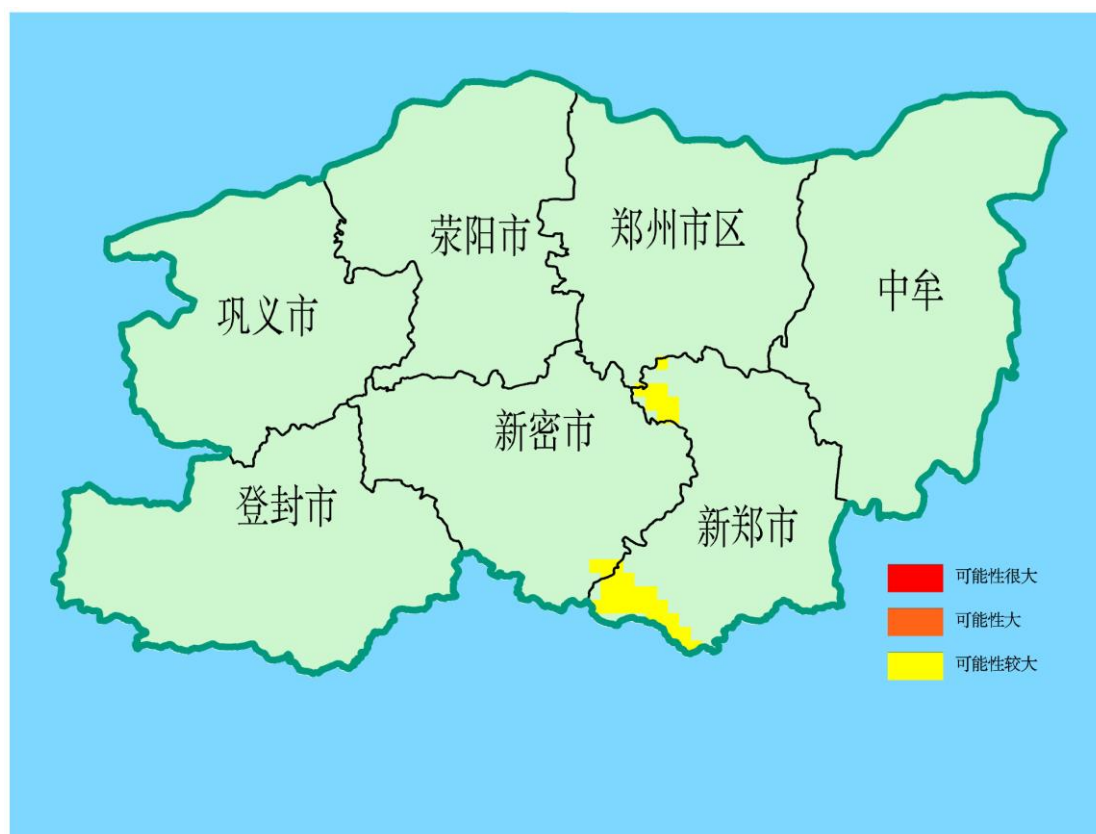 荥阳市
郑州市区
中牟
巩义市
新密市
登封市
新郑市
可能性很大
可能性大
可能性较大